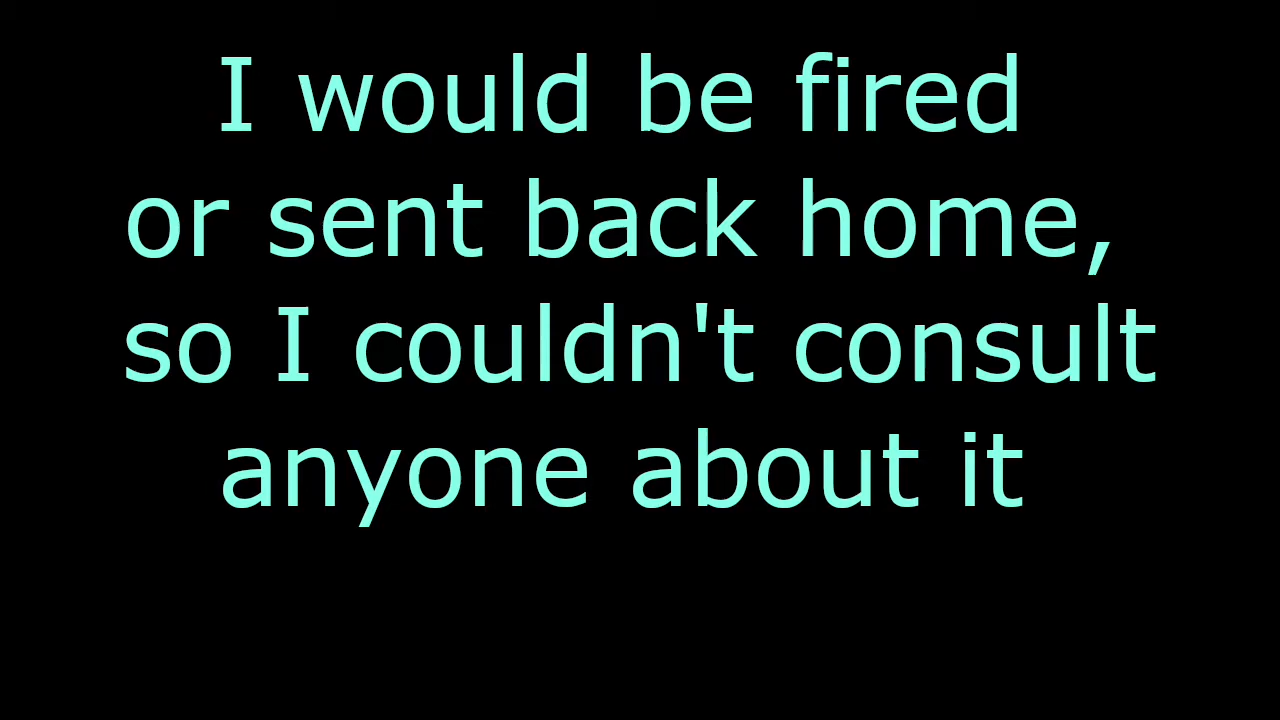 I would be fired
or sent back home,
so I couldn't consult
anyone about it